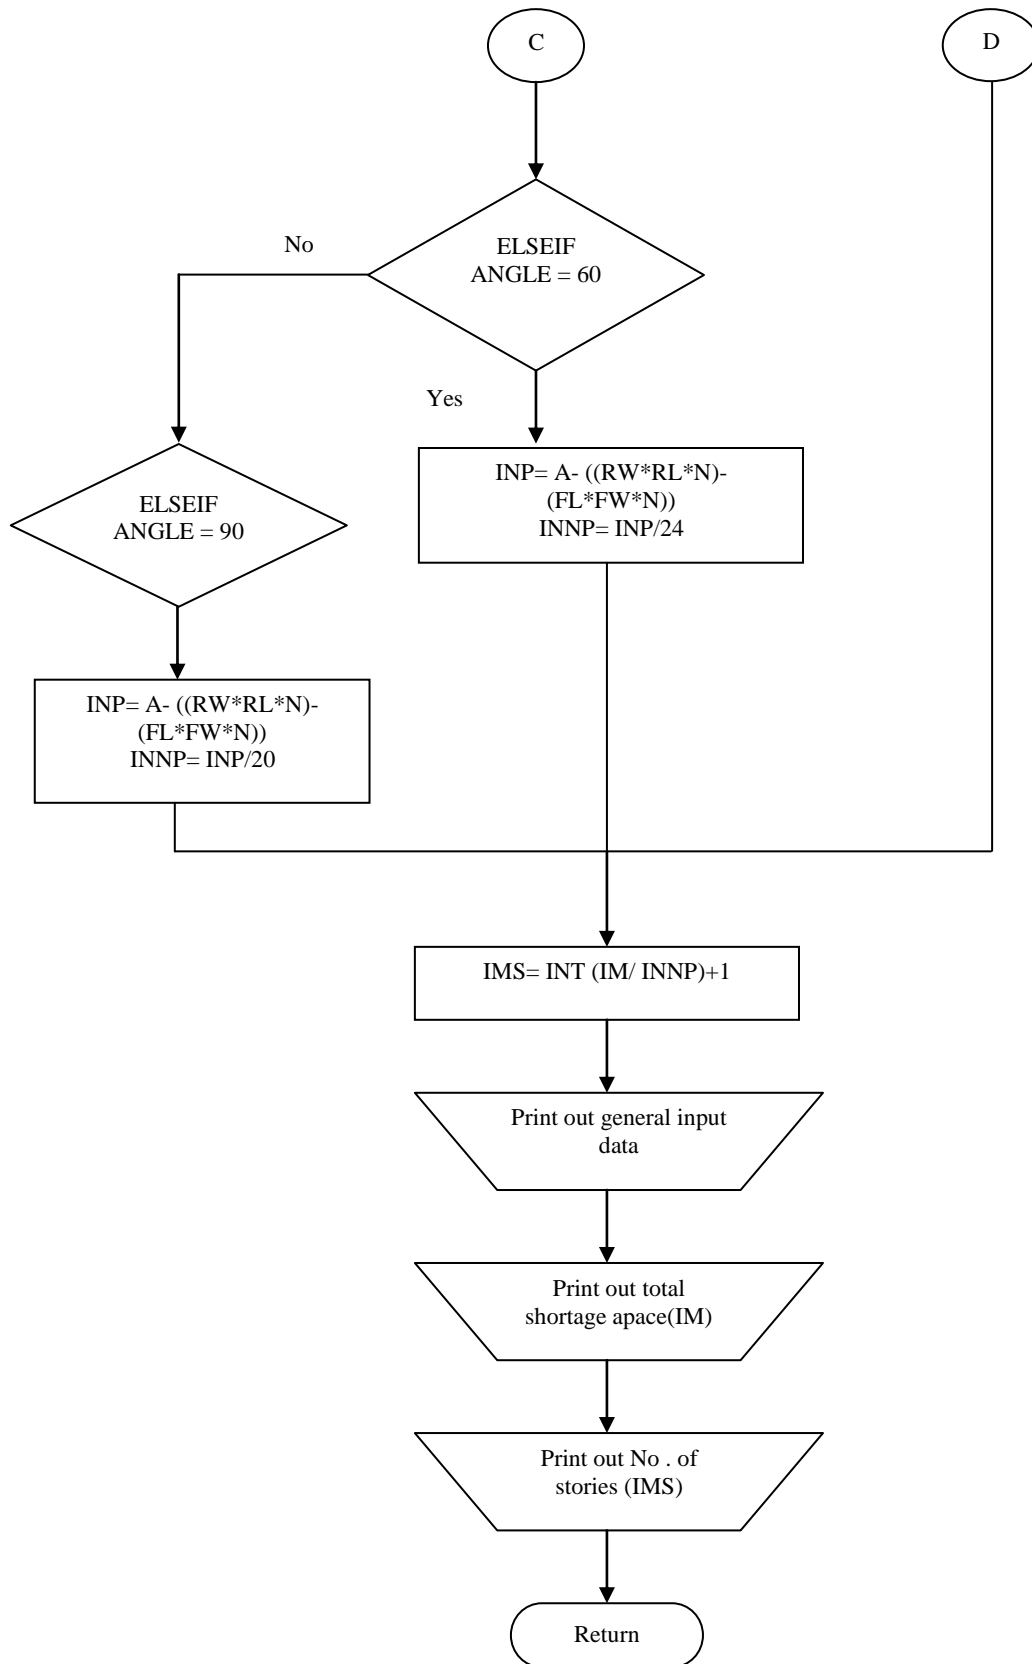 C
D
No
ELSEIF
ANGLE = 60
Yes
INP= A- ((RW*RL*N)-
(FL*FW*N))
INNP= INP/24
ELSEIF
ANGLE = 90
INP= A- ((RW*RL*N)-
(FL*FW*N))
INNP= INP/20
IMS= INT (IM/ INNP)+1
Print out general input
data
Print out total
shortage apace(IM)
Print out No . of
stories (IMS)
Return